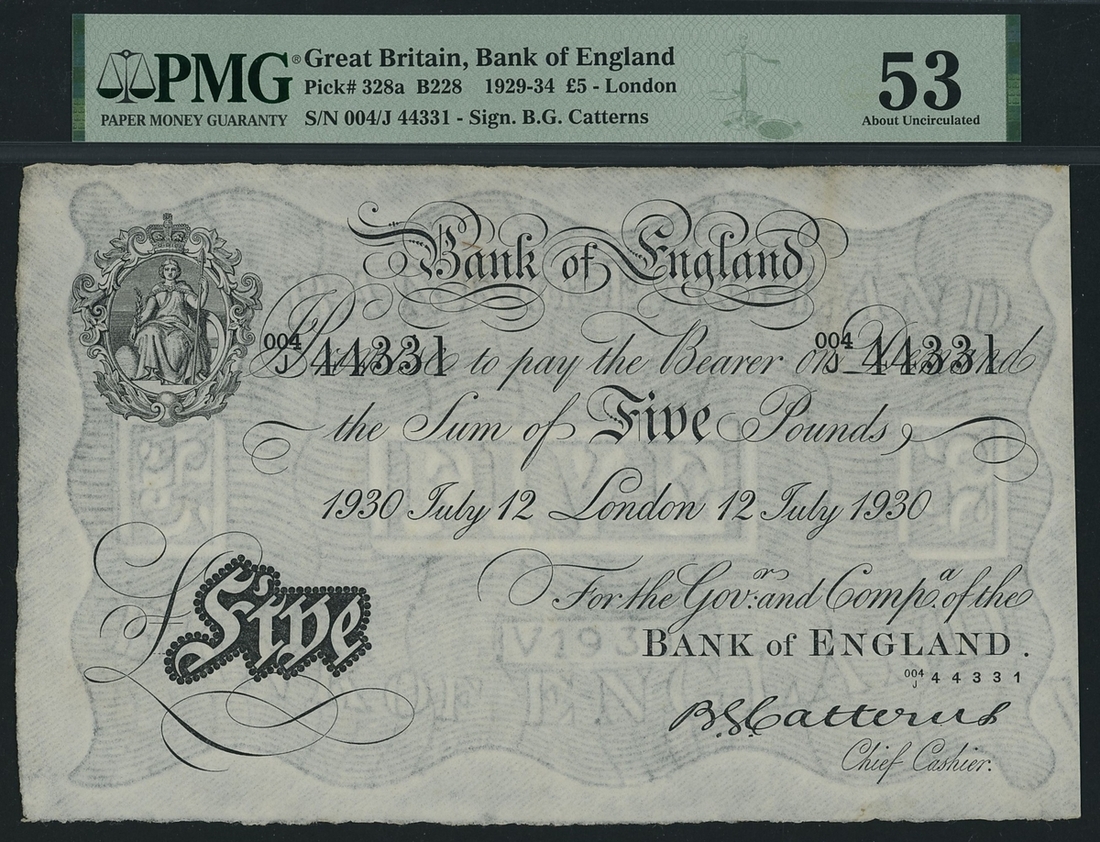 PMG®
PAPER MONEY GUARANTY
Great Britain, Bank of England
Pick# 328a B228 1929-34 £5 - London
S/N 004/J 44331 - Sign. B.G. Catterns
53
About Uncirculated
Bank of England
004/J 44331 004/J 44331
Promise to pay the Bearer on Demand
the Sum of Five Pounds
1930 July 12 London 12 July 1930
For the Govr. and Compa. of the
BANK of ENGLAND.
£Five
004/J 44331
B.G. Catterns
Chief Cashier.